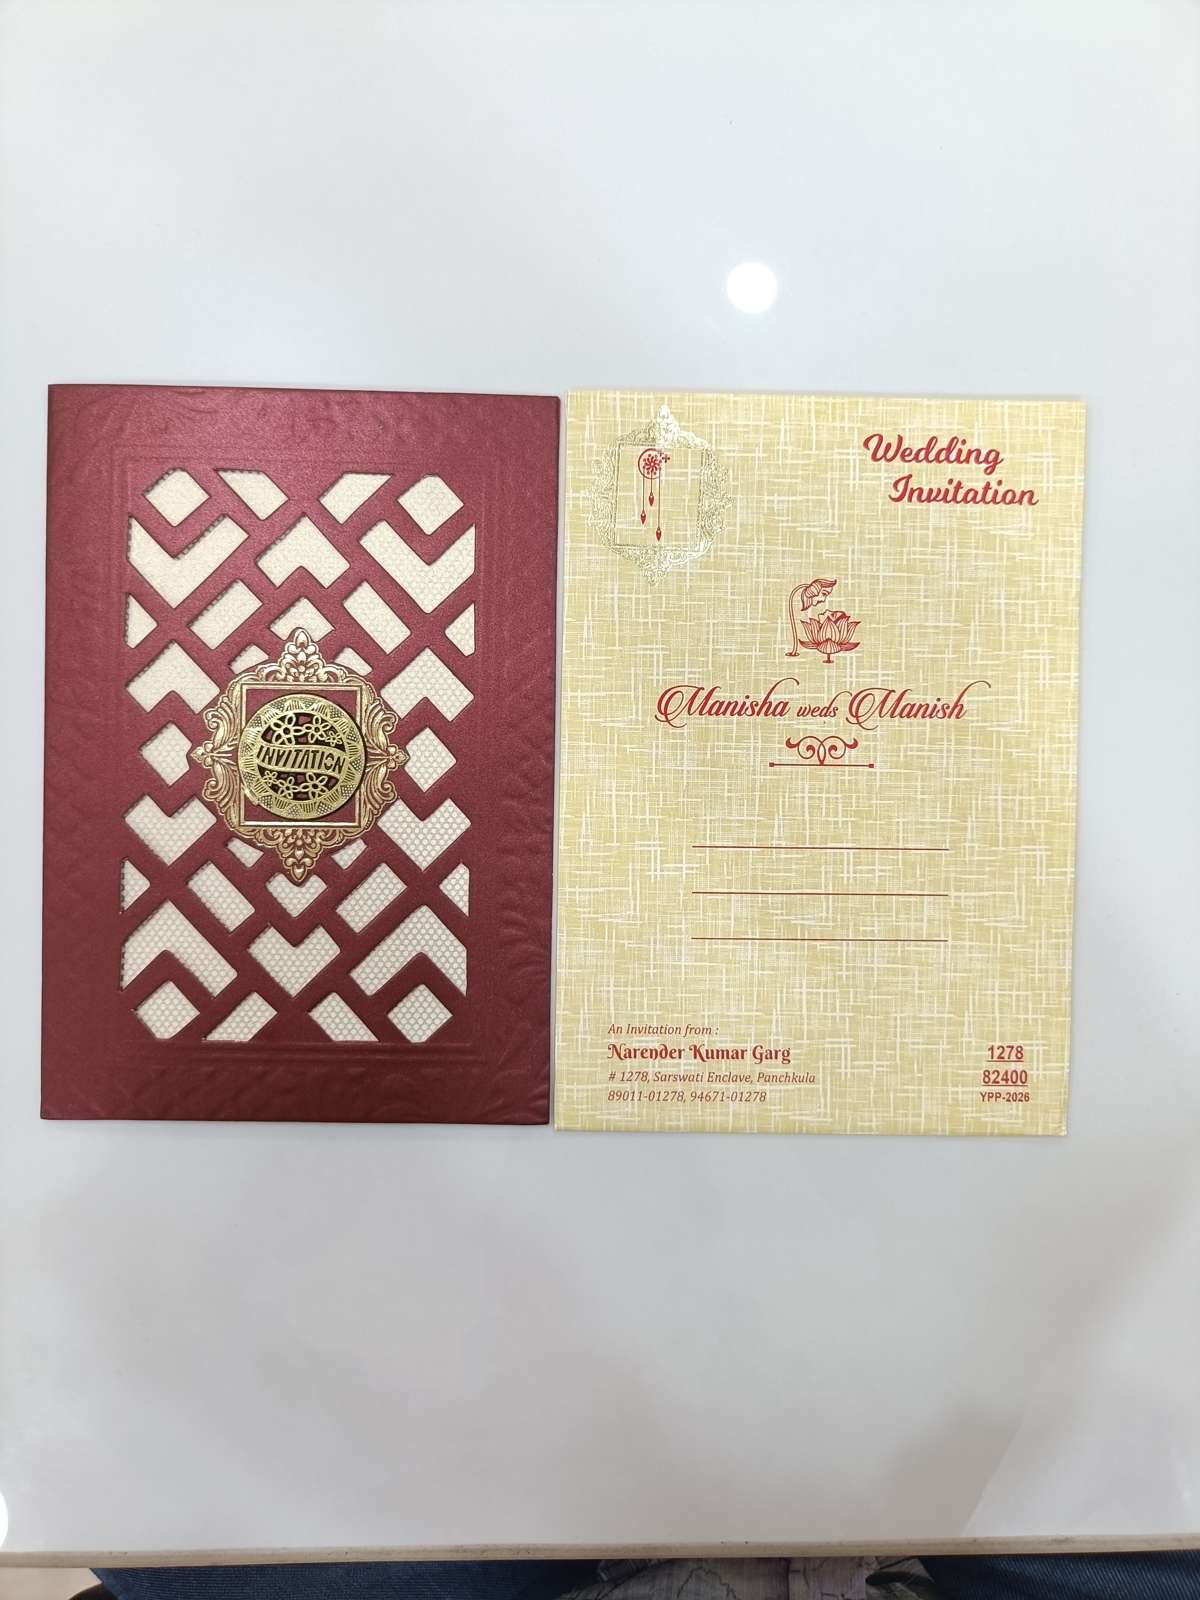 INVITATION
Wedding
Invitation
Manisha weds Manish
An Invitation from :
Narender Kumar Garg
# 1278, Sarswati Enclave, Panchkula
89011-01278, 94671-01278
1278
82400
YPP-2026